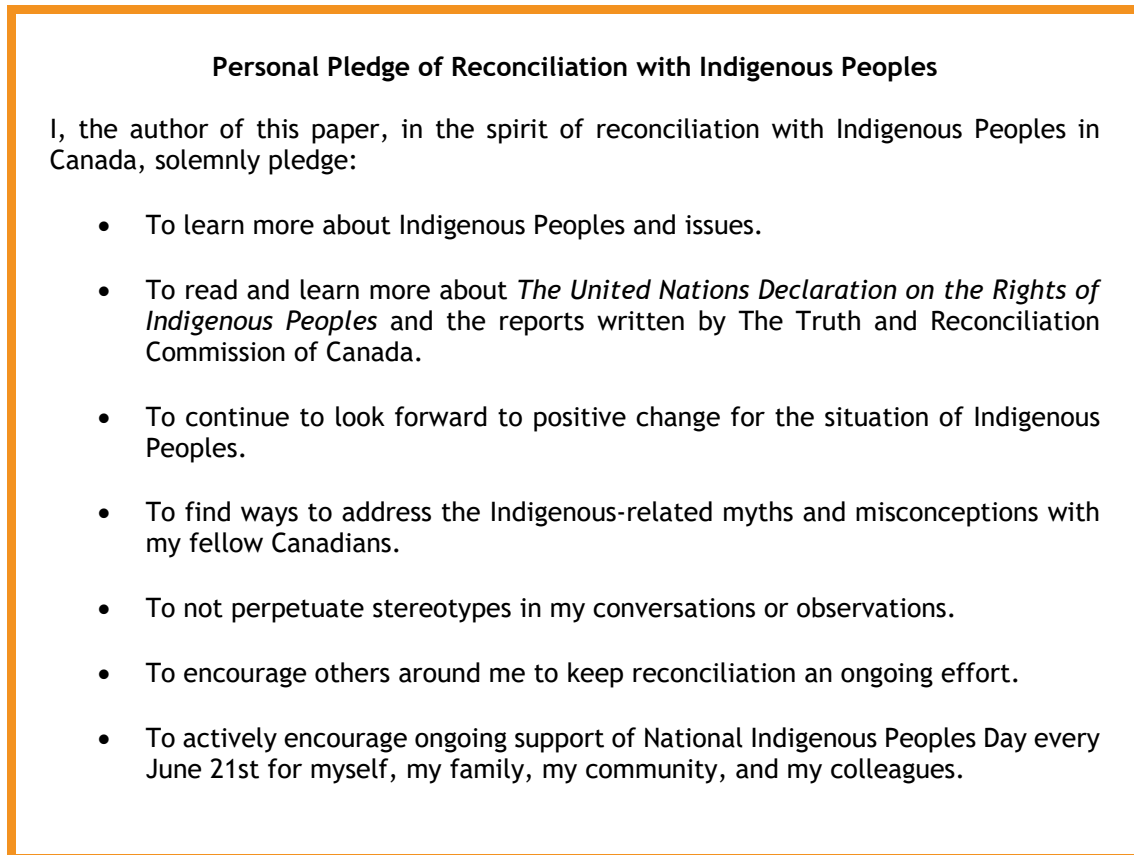 Personal Pledge of Reconciliation with Indigenous Peoples
I, the author of this paper, in the spirit of reconciliation with Indigenous Peoples in
Canada, solemnly pledge:
• To learn more about Indigenous Peoples and issues.
• To read and learn more about The United Nations Declaration on the Rights of
Indigenous Peoples and the reports written by The Truth and Reconciliation
Commission of Canada.
• To continue to look forward to positive change for the situation of Indigenous
Peoples.
• To find ways to address the Indigenous-related myths and misconceptions with
my fellow Canadians.
• To not perpetuate stereotypes in my conversations or observations.
• To encourage others around me to keep reconciliation an ongoing effort.
• To actively encourage ongoing support of National Indigenous Peoples Day every
June 21st for myself, my family, my community, and my colleagues.